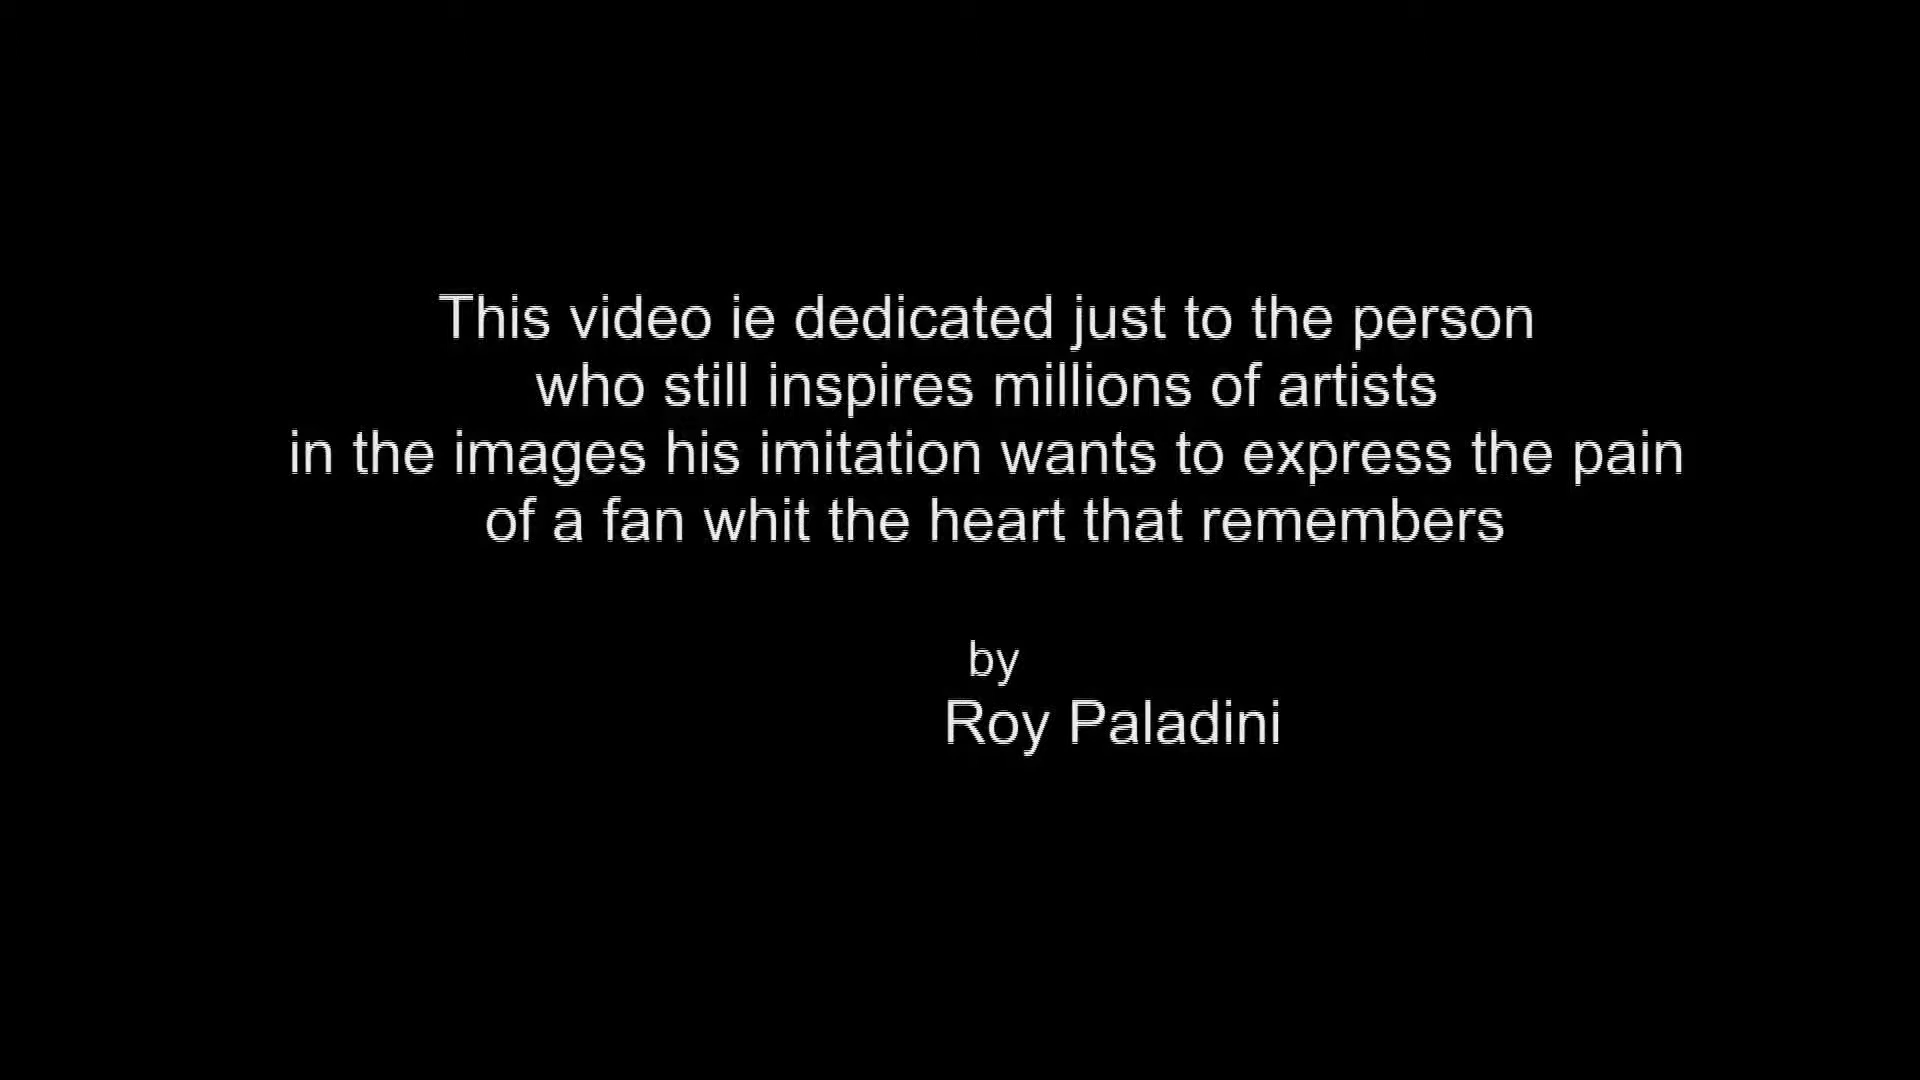 This video ie dedicated just to the person
who still inspires millions of artists
in the images his imitation wants to express the pain
of a fan whit the heart that remembers
by
Roy Paladini